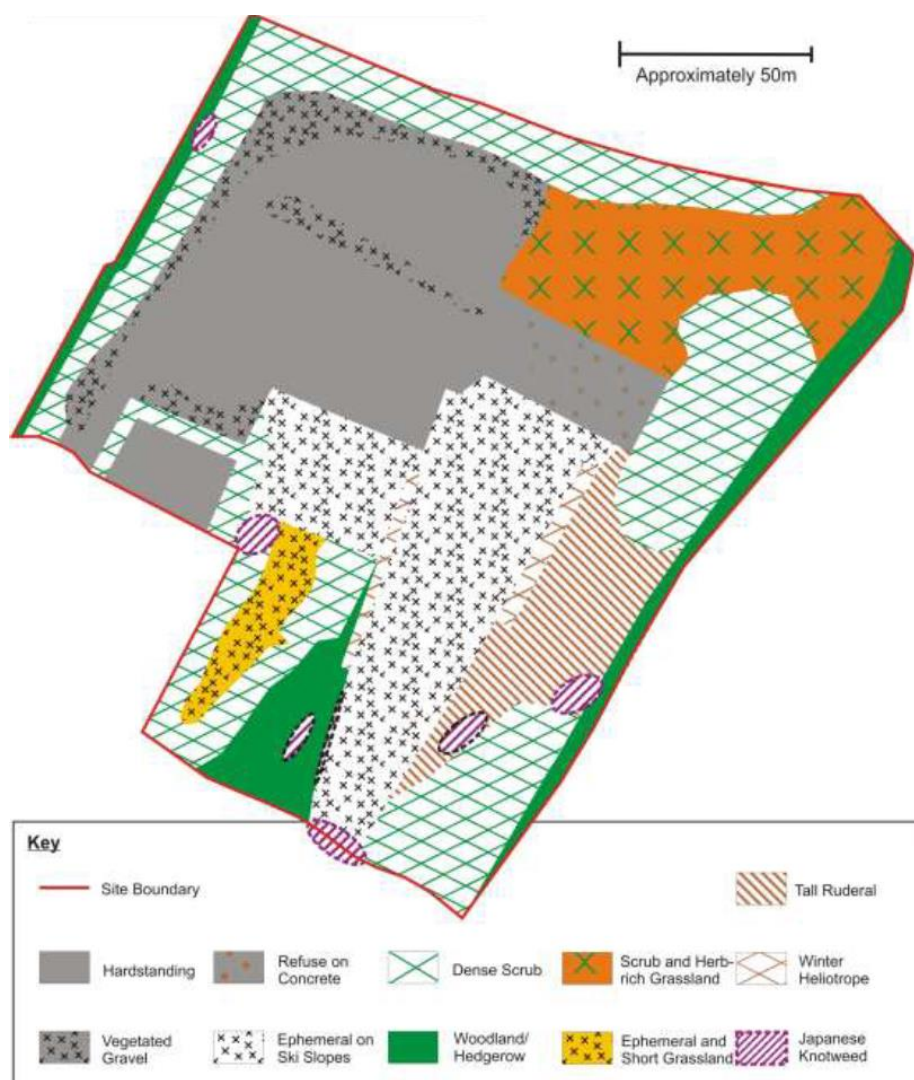 Approximately 50m
Key
Site Boundary
Tall Ruderal
Hardstanding
Refuse on
Concrete
Dense Scrub
Scrub and Herb-
rich Grassland
Winter
Heliotrope
Vegetated
Gravel
Ephemeral on
Ski Slopes
Woodland/
Hedgerow
Ephemeral and
Short Grassland
Japanese
Knotweed